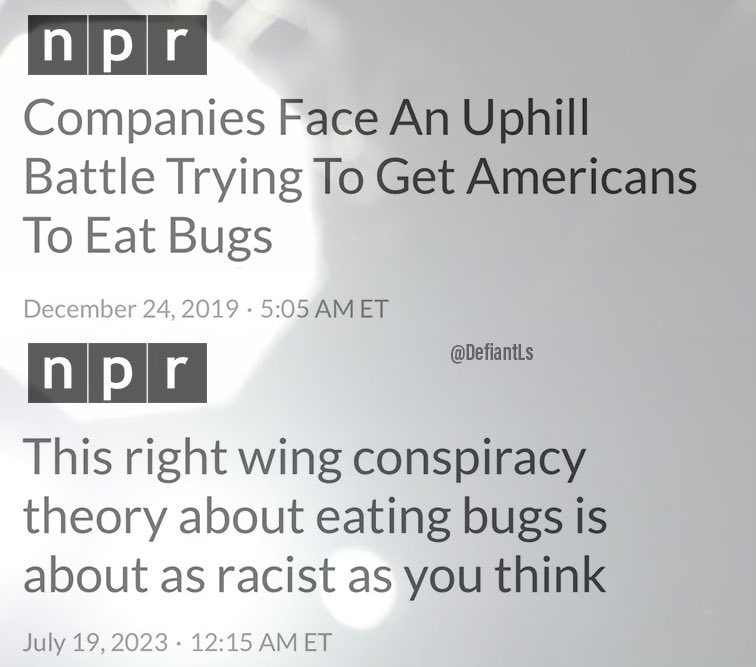 npr
Companies Face An Uphill
Battle Trying To Get Americans
To Eat Bugs
December 24, 2019 · 5:05 AM ET
npr
@DefiantLs
This right wing conspiracy
theory about eating bugs is
about as racist as you think
July 19, 2023 · 12:15 AM ET